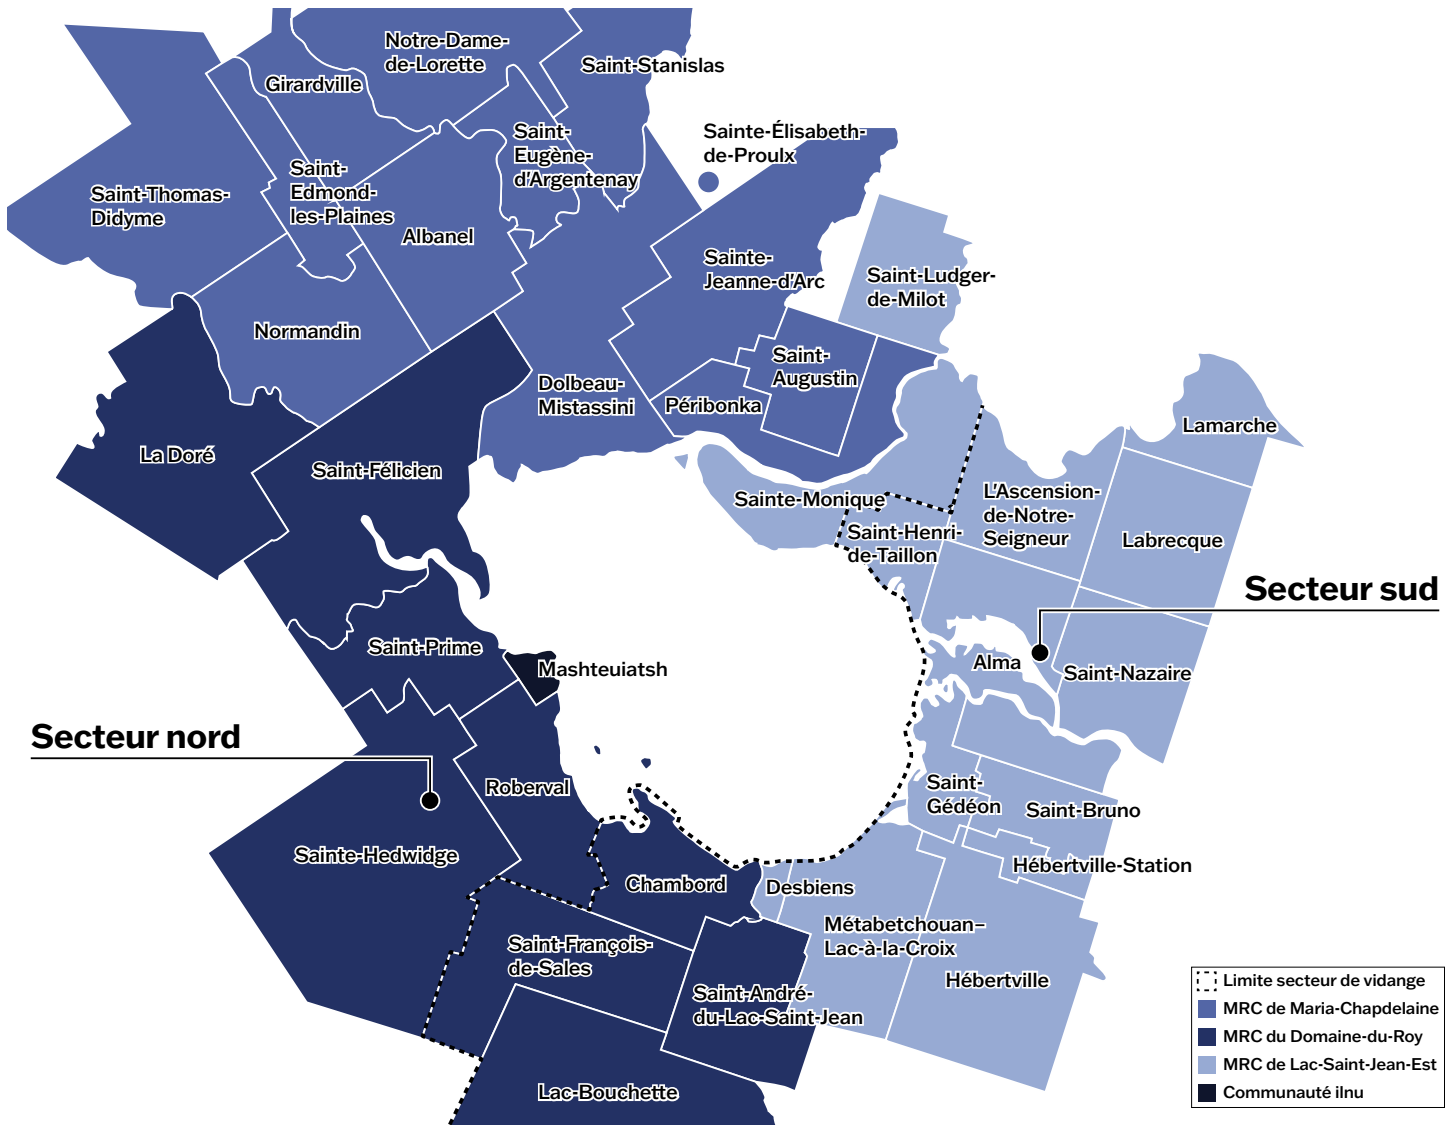 Notre-Dame-
de-Lorette
Saint-Stanislas
Girardville
Sainte-Élisabeth-
de-Proulx
Saint-
Eugène-
d'Argentenay
Saint-
Edmond-
les-Plaines
Saint-Thomas-
Didyme
Albanel
Sainte-
Jeanne-d'Arc
Saint-Ludger-
de-Milot
Normandin
Saint-
Augustin
Dolbeau-
Mistassini
Péribonka
Lamarche
La Doré
Saint-Félicien
Sainte-Monique
L'Ascension-
de-Notre-
Seigneur
Saint-Henri-
de-Taillon
Labrecque
Secteur sud
Saint-Prime
Mashteuiatsh
Alma
Saint-Nazaire
Secteur nord
Roberval
Saint-
Gédéon
Saint-Bruno
Sainte-Hedwidge
Hébertville-Station
Chambord
Desbiens
Métabetchouan–
Lac-à-la-Croix
Saint-François-
de-Sales
Hébertville
Saint-André-
du-Lac-Saint-Jean
Lac-Bouchette
Limite secteur de vidange
MRC de Maria-Chapdelaine
MRC du Domaine-du-Roy
MRC de Lac-Saint-Jean-Est
Communauté ilnu